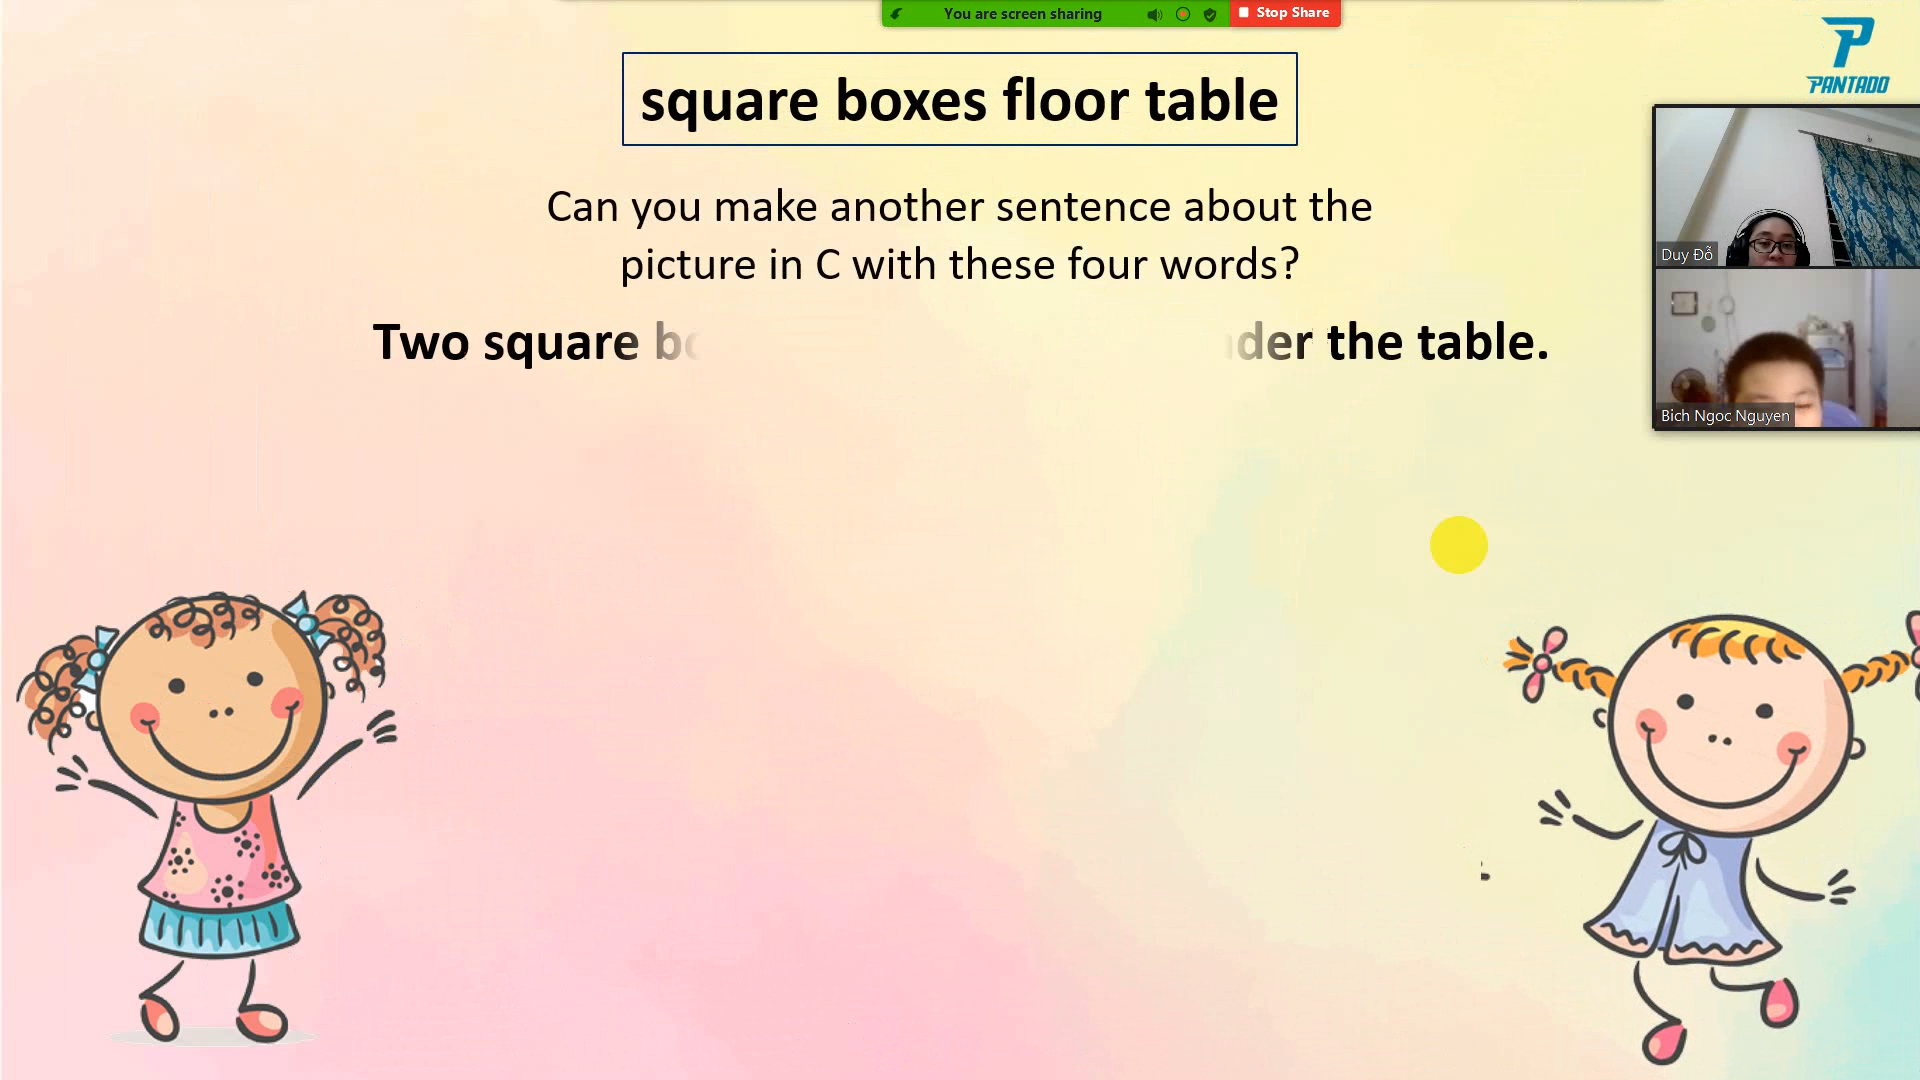 You are screen sharing
Stop Share
PANTADO
square boxes floor table
Can you make another sentence about the
picture in C with these four words?
Two square the table.
Duy Đỗ
Bich Ngoc Nguyen